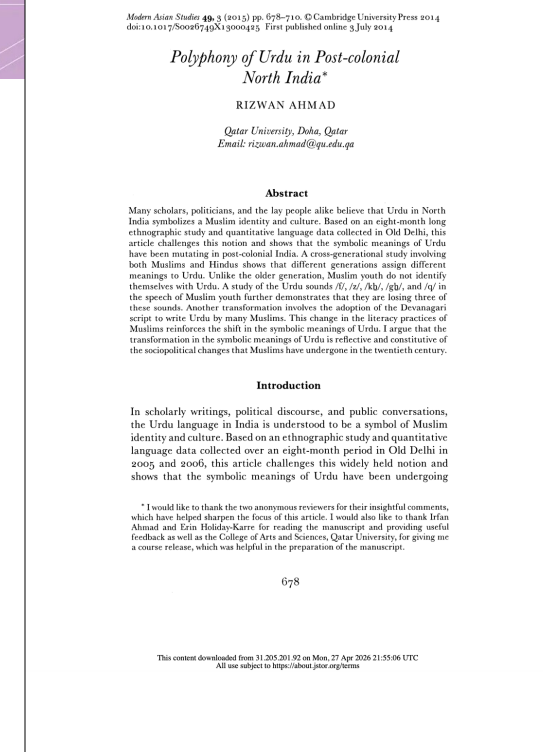 Modern Asian Studies 49, 3 (2015) pp. 678–710. © Cambridge University Press 2014
doi:10.1017/S0026749X13000425 First published online 3 July 2014
Polyphony of Urdu in Post-colonial
North India*
RIZWAN AHMAD
Qatar University, Doha, Qatar
Email: rizwan.ahmad@qu.edu.qa
Abstract
Many scholars, politicians, and the lay people alike believe that Urdu in North
India symbolizes a Muslim identity and culture. Based on an eight-month long
ethnographic study and quantitative language data collected in Old Delhi, this
article challenges this notion and shows that the symbolic meanings of Urdu
have been mutating in post-colonial India. A cross-generational study involving
both Muslims and Hindus shows that different generations assign different
meanings to Urdu. Unlike the older generation, Muslim youth do not identify
themselves with Urdu. A study of the Urdu sounds /f/, /z/, /kh/, /gh/, and /q/ in
the speech of Muslim youth further demonstrates that they are losing three of
these sounds. Another transformation involves the adoption of the Devanagari
script to write Urdu by many Muslims. This change in the literacy practices of
Muslims reinforces the shift in the symbolic meanings of Urdu. I argue that the
transformation in the symbolic meanings of Urdu is reflective and constitutive of
the sociopolitical changes that Muslims have undergone in the twentieth century.
Introduction
In scholarly writings, political discourse, and public conversations,
the Urdu language in India is understood to be a symbol of Muslim
identity and culture. Based on an ethnographic study and quantitative
language data collected over an eight-month period in Old Delhi in
2005 and 2006, this article challenges this widely held notion and
shows that the symbolic meanings of Urdu have been undergoing
* I would like to thank the two anonymous reviewers for their insightful comments,
which have helped sharpen the focus of this article. I would also like to thank Irfan
Ahmad and Erin Holiday-Karre for reading the manuscript and providing useful
feedback as well as the College of Arts and Sciences, Qatar University, for giving me
a course release, which was helpful in the preparation of the manuscript.
678
This content downloaded from 31.205.201.92 on Mon, 27 Apr 2026 21:55:06 UTC
All use subject to https://about.jstor.org/terms